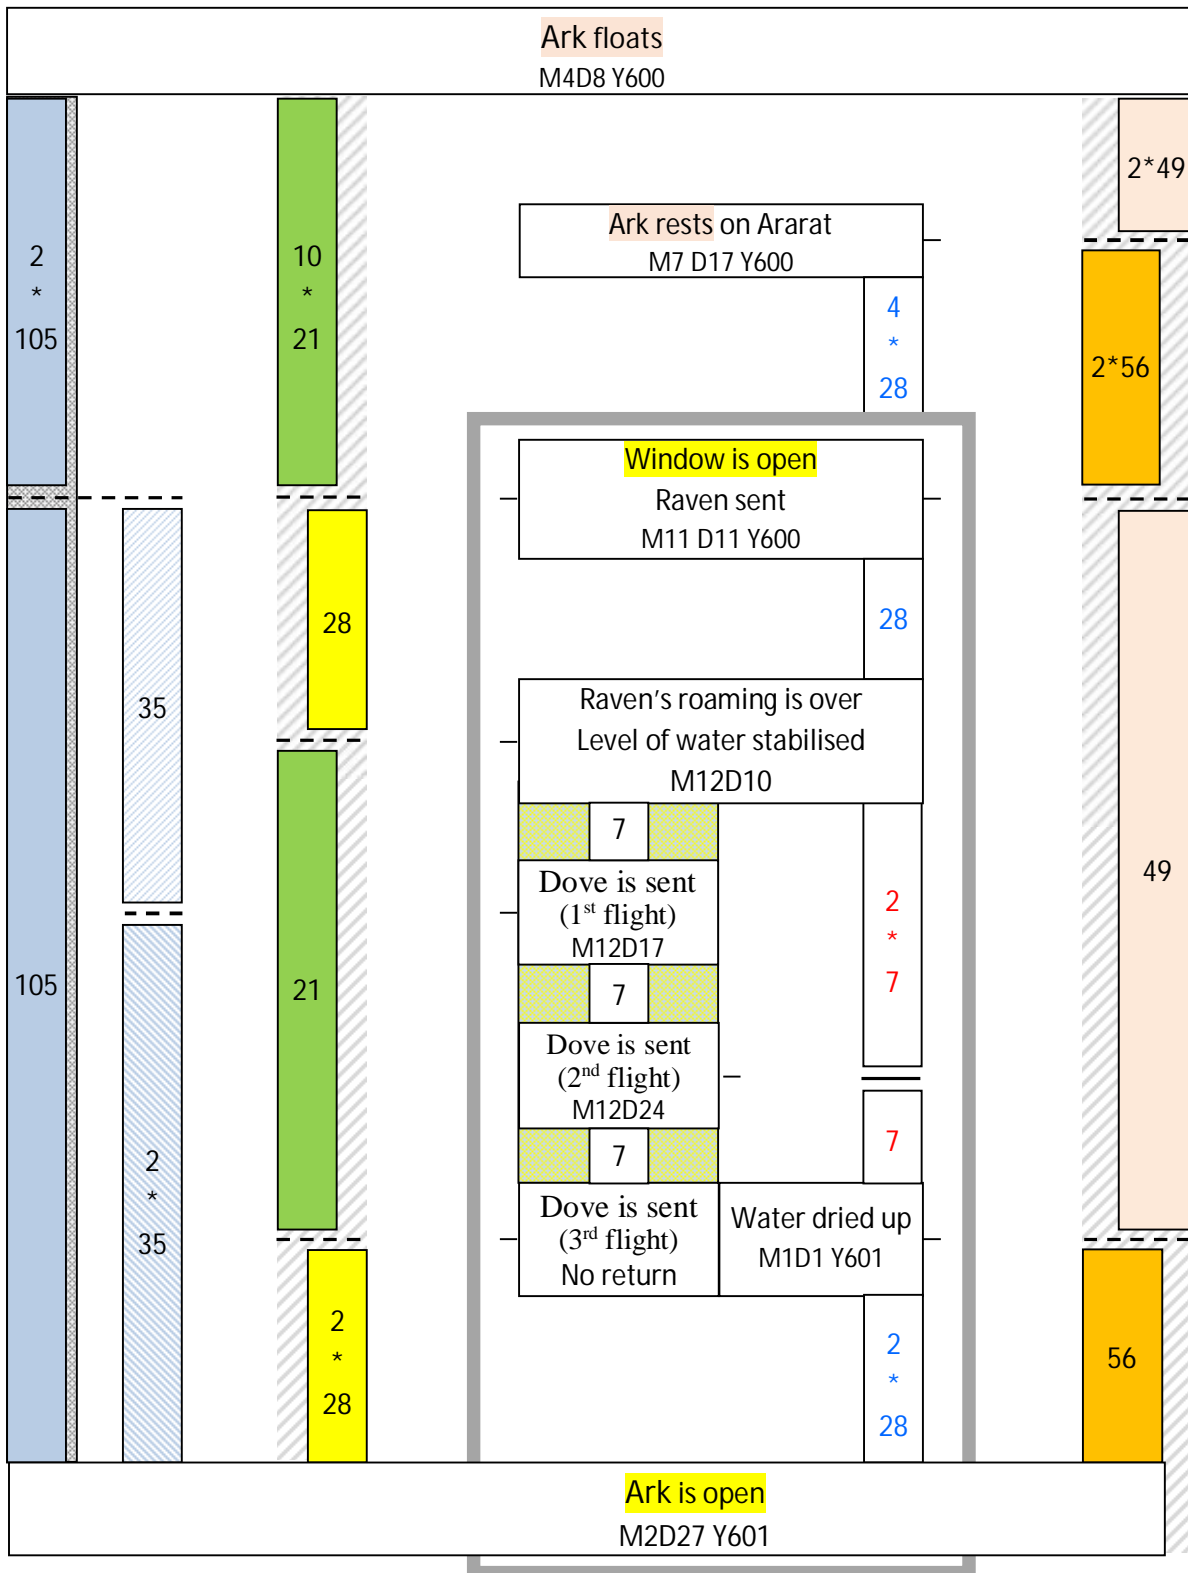 Ark floats
M4D8 Y600
2
*
105
10
*
21
2*49
Ark rests on Ararat
M7 D17 Y600
4
*
28
2*56
Window is open
Raven sent
M11 D11 Y600
28
28
35
Raven’s roaming is over
Level of water stabilised
M12D10
7
Dove is sent
(1st flight)
M12D17
2
*
7
49
105
21
7
Dove is sent
(2nd flight)
M12D24
7
7
2
*
35
Dove is sent
(3rd flight)
No return
Water dried up
M1D1 Y601
2
*
28
2
*
28
56
Ark is open
M2D27 Y601